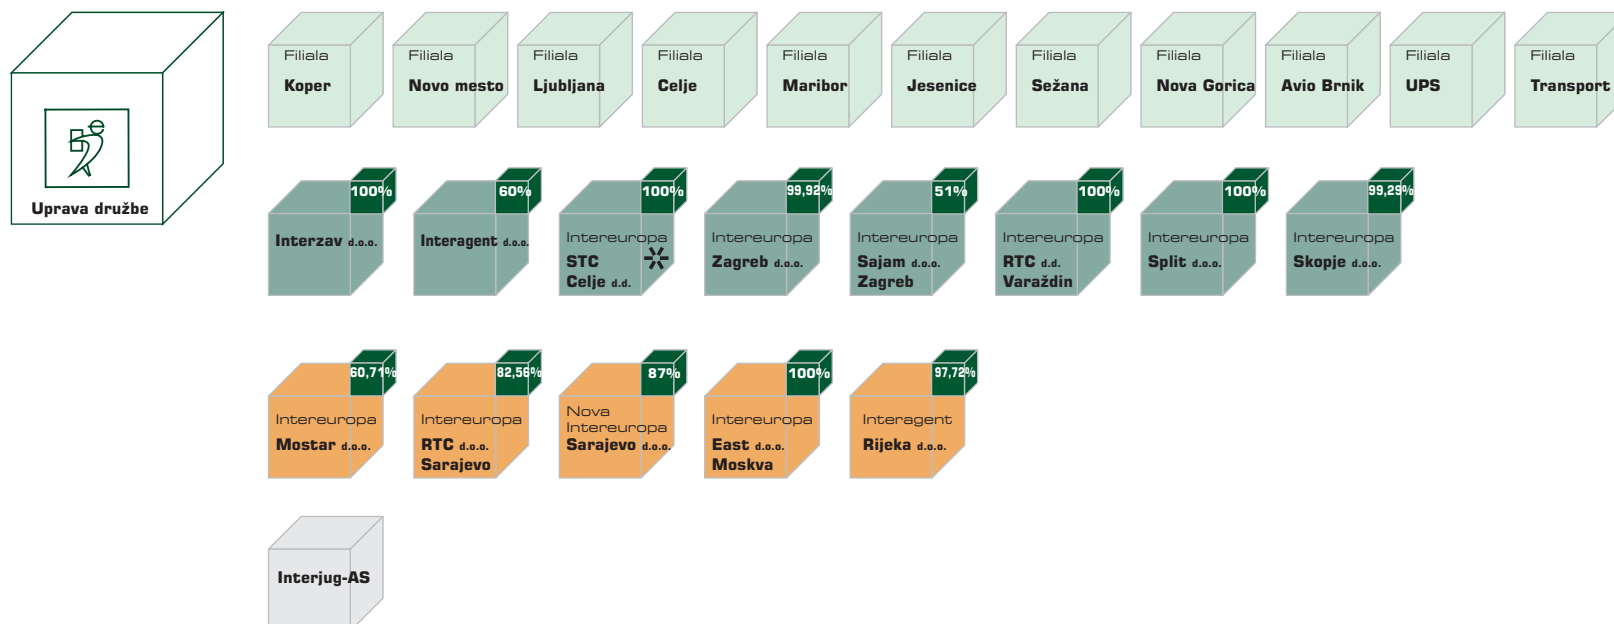 Uprava družbe
Filiala
Koper
Filiala
Novo mesto
Filiala
Ljubljana
Filiala
Celje
Filiala
Maribor
Filiala
Jesenice
Filiala
Sežana
Filiala
Nova Gorica
Filiala
Avio Brnik
Filiala
UPS
Filiala
Transport
100%
Interzav d.o.o.
60%
Interagent d.o.o.
100%
Intereuropa
STC
Celje d.d.
99,92%
Intereuropa
Zagreb d.o.o.
51%
Intereuropa
Sajam d.o.o.
Zagreb
100%
Intereuropa
RTC d.d.
Varaždin
100%
Intereuropa
Split d.o.o.
99,29%
Intereuropa
Skopje d.o.o.
60,71%
Intereuropa
Mostar d.o.o.
82,56%
Intereuropa
RTC d.o.o.
Sarajevo
87%
Nova
Intereuropa
Sarajevo d.o.o.
100%
Intereuropa
East d.o.o.
Moskva
97,72%
Interagent
Rijeka d.o.o.
Interjug-AS